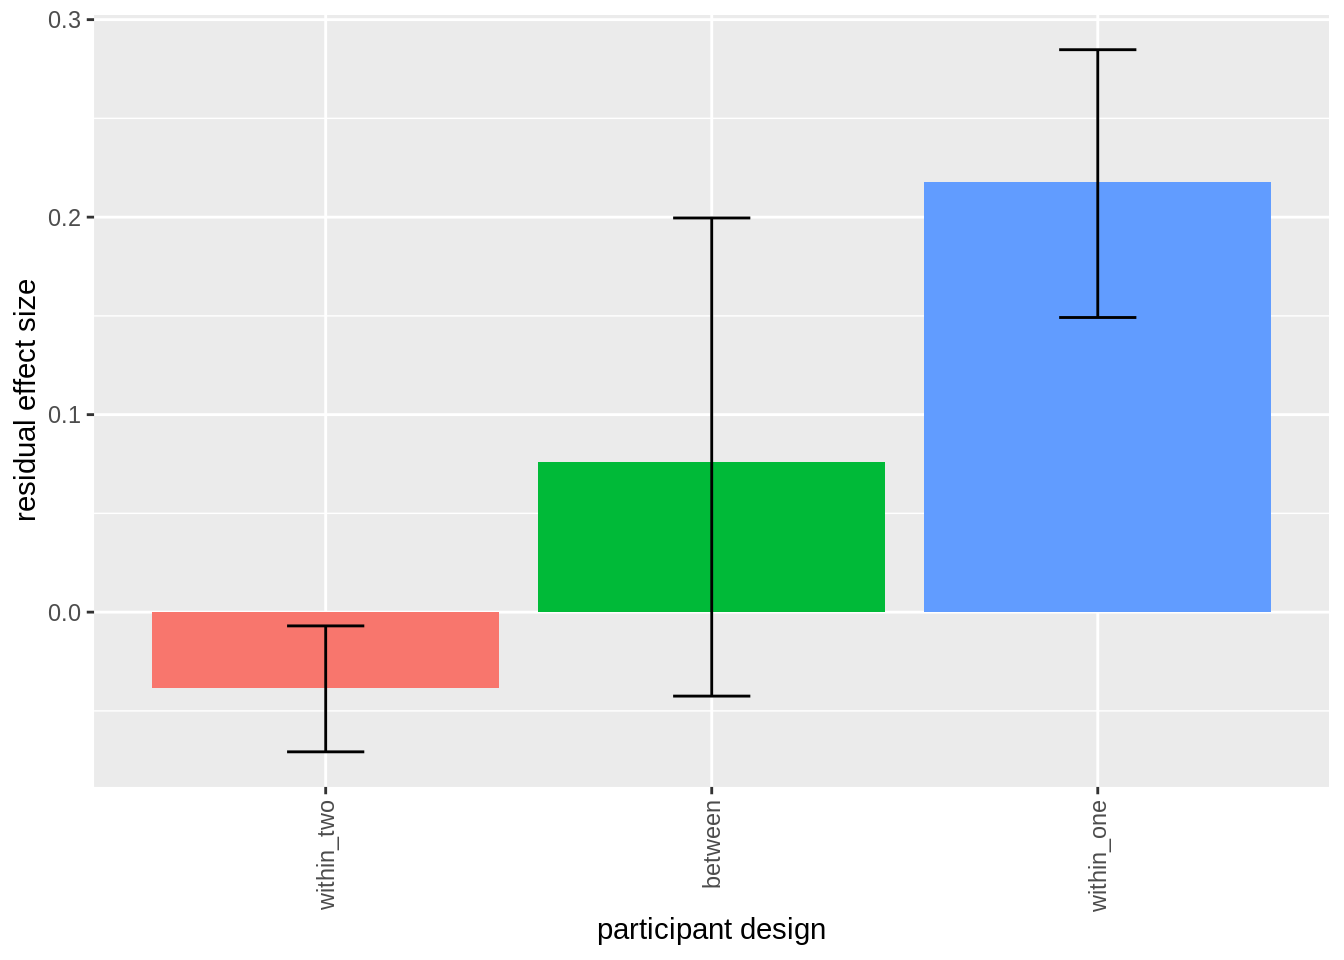 0.3
0.2
0.1
0.0
residual effect size
within_two
between
within_one
participant design